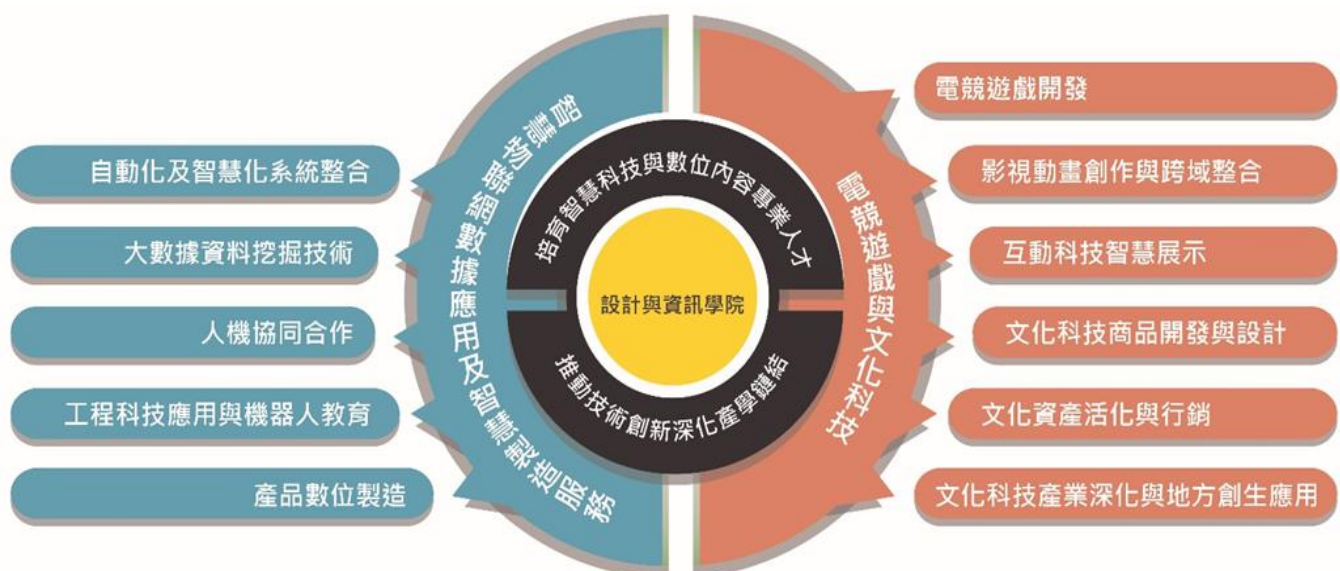 自動化及智慧化系統整合
大數據資料挖掘技術
人機協同合作
工程科技應用與機器人教育
產品數位製造
智慧物聯網數據應用及智慧製造服務
培育智慧科技與數位內容專業人才
設計與資訊學院
推動技術創新深化產學鏈結
電競遊戲與文化科技
電競遊戲開發
影視動畫創作與跨域整合
互動科技智慧展示
文化科技商品開發與設計
文化資產活化與行銷
文化科技產業深化與地方創生應用